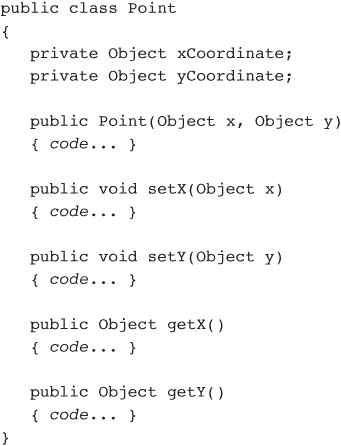 public class Point
{
private Object xCoordinate;
private Object yCoordinate;
public Point(Object x, Object y)
{ code... }
public void setX(Object x)
{ code... }
public void setY(Object y)
{ code... }
public Object getX()
{ code... }
public Object getY()
{ code... }
}